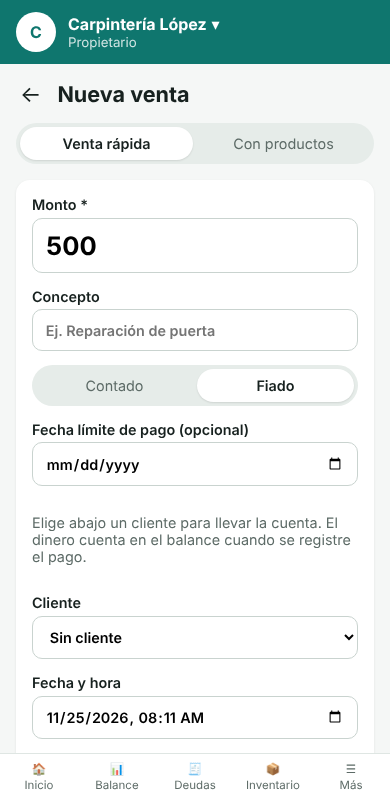 C
Carpintería López ▾
Propietario
← Nueva venta
Venta rápida
Con productos
Monto *
500
Concepto
Ej. Reparación de puerta
Contado
Fiado
Fecha límite de pago (opcional)
mm/dd/yyyy
Elige abajo un cliente para llevar la cuenta. El
dinero cuenta en el balance cuando se registre
el pago.
Cliente
Sin cliente
Fecha y hora
11/25/2026, 08:11 AM
Inicio
Balance
Deudas
Inventario
Más